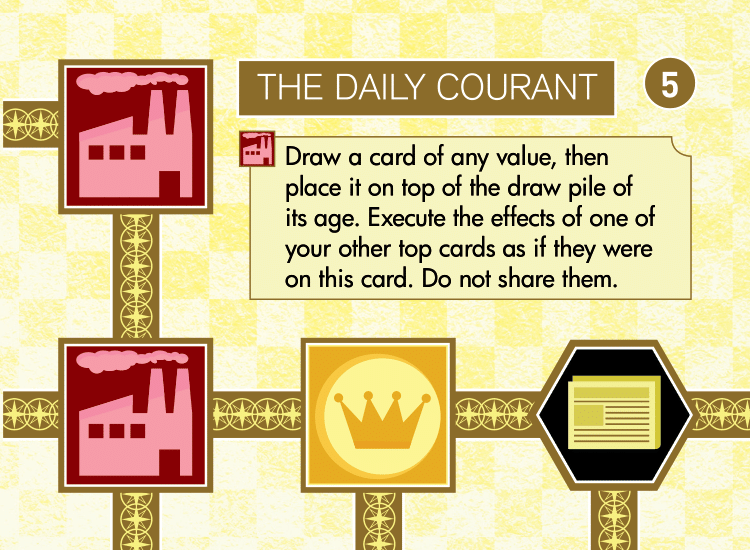 THE DAILY COURANT
5
Draw a card of any value, then
place it on top of the draw pile of
its age. Execute the effects of one of
your other top cards as if they were
on this card. Do not share them.